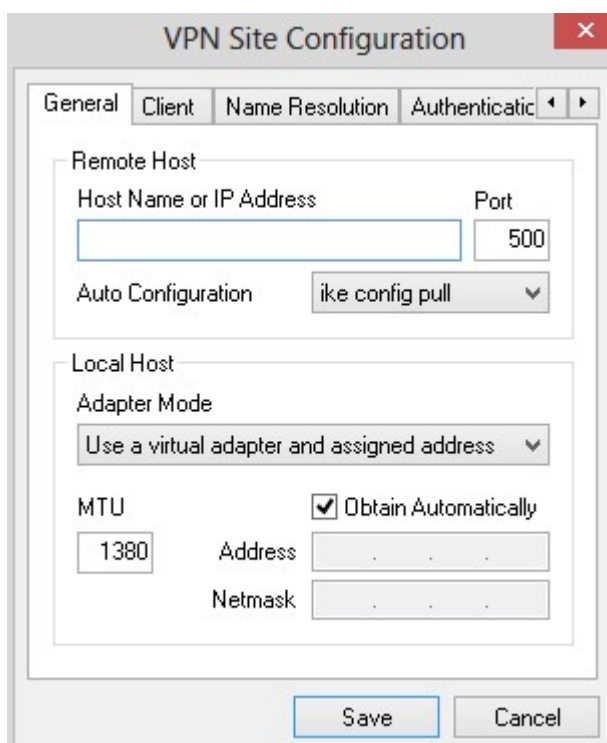 VPN Site Configuration
General Client Name Resolution Authenticatic
Remote Host
Host Name or IP Address Port
500
Auto Configuration ike config pull
Local Host
Adapter Mode
Use a virtual adapter and assigned address
MTU Obtain Automatically
1380 Address . . .
Netmask . . .
Save Cancel